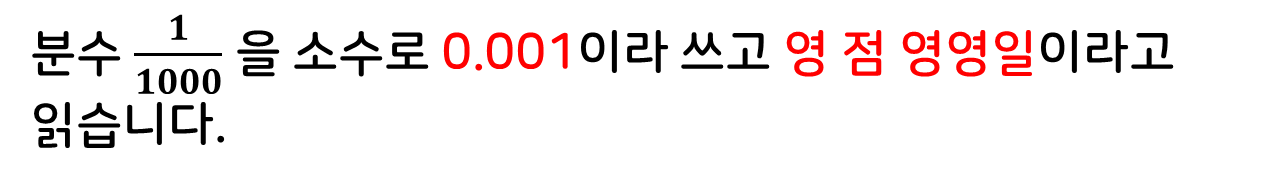 분수 1/1000 을 소수로 0.001이라 쓰고 영 점 영영일이라고
읽습니다.